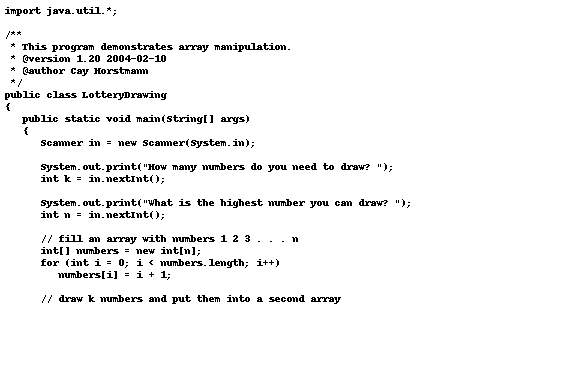 import java.util.*;
/**
 * This program demonstrates array manipulation.
 * @version 1.20 2004-02-10
 * @author Cay Horstmann
 */
public class LotteryDrawing
{
   public static void main(String[] args)
   {
      Scanner in = new Scanner(System.in);
      System.out.print("How many numbers do you need to draw? ");
      int k = in.nextInt();
      System.out.print("What is the highest number you can draw? ");
      int n = in.nextInt();
      // fill an array with numbers 1 2 3 . . . n
      int[] numbers = new int[n];
      for (int i = 0; i < numbers.length; i++)
         numbers[i] = i + 1;
      // draw k numbers and put them into a second array